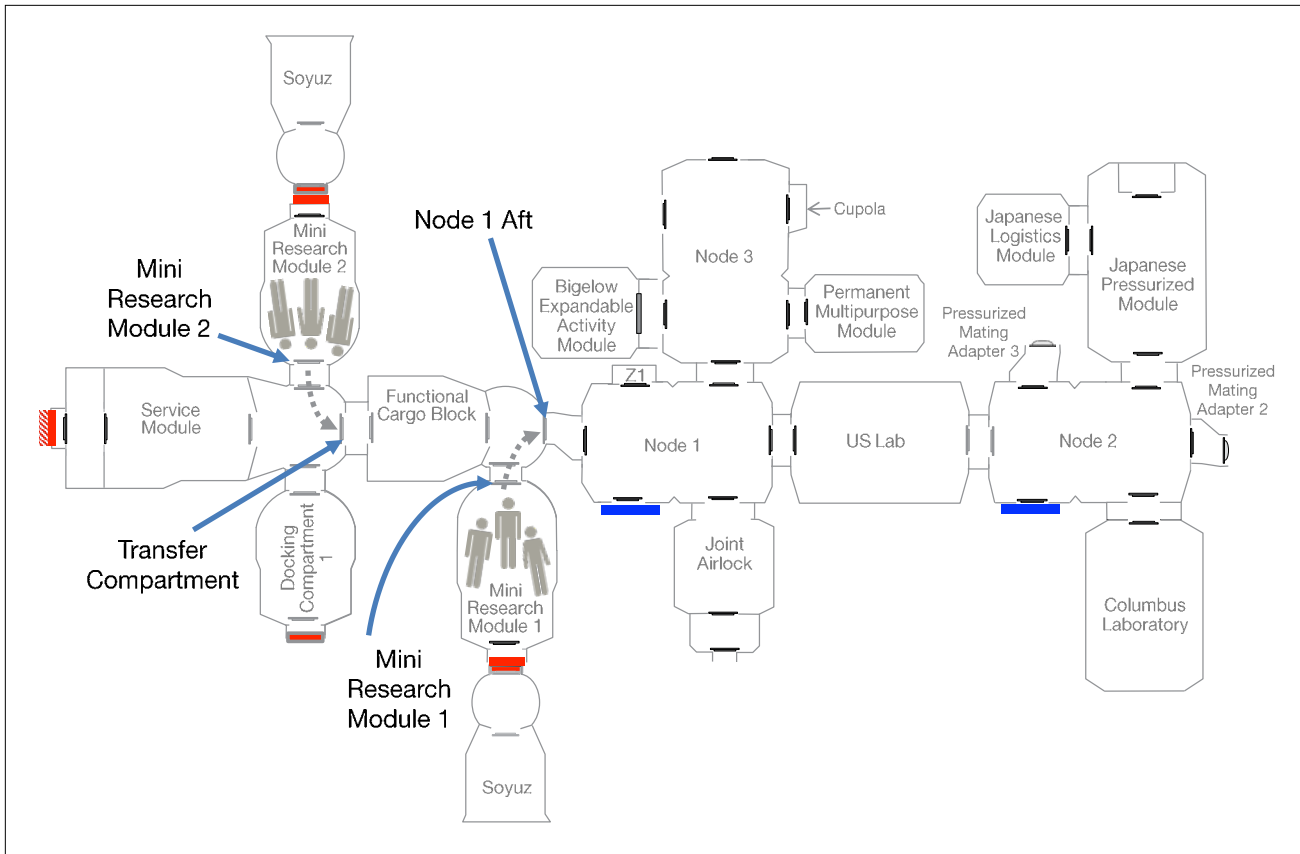 Soyuz
Mini
Research
Module 2
Node 1 Aft
Mini
Research
Module 2
Service
Module
Functional
Cargo Block
Transfer
Compartment
Docking
Compartment
1
Mini
Research
Module 1
Mini
Research
Module 1
Soyuz
Bigelow
Expandable
Activity
Module
Node 3
Cupola
Permanent
Multipurpose
Module
Z1
Node 1
Joint
Airlock
US Lab
Pressurized
Mating
Adapter 3
Japanese
Logistics
Module
Japanese
Pressurized
Module
Pressurized
Mating
Adapter 2
Node 2
Columbus
Laboratory